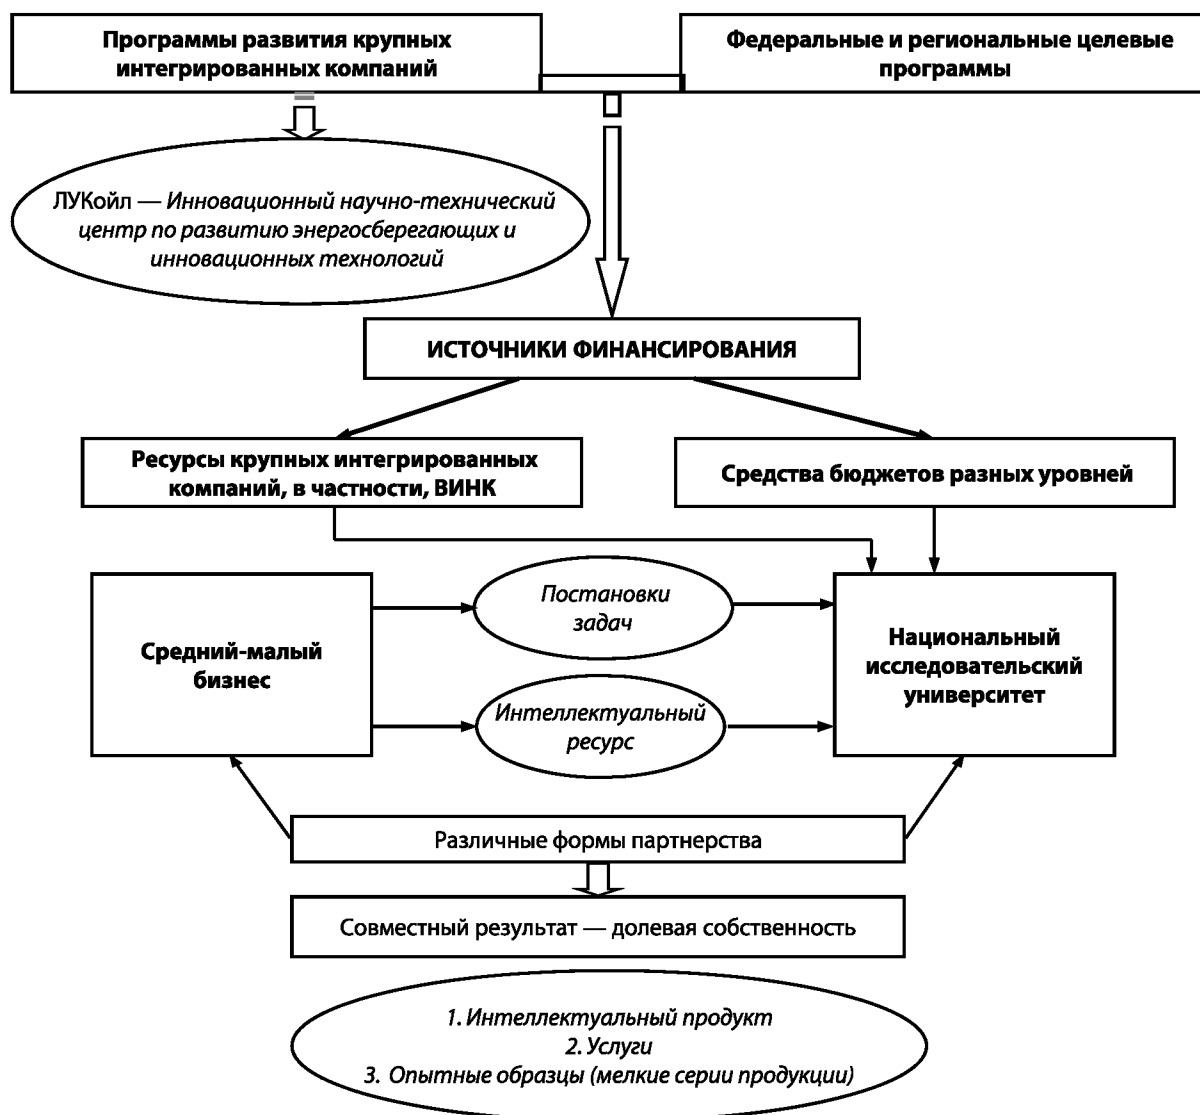 Программы развития крупных
интегрированных компаний
Федеральные и региональные целевые
программы
ЛУКойл — Инновационный научно-технический
центр по развитию энергосберегающих и
инновационных технологий
ИСТОЧНИКИ ФИНАНСИРОВАНИЯ
Ресурсы крупных интегрированных
компаний, в частности, ВИНК
Средства бюджетов разных уровней
Средний-малый
бизнес
Постановки
задач
Интеллектуальный
ресурс
Национальный
исследовательский
университет
Различные формы партнерства
Совместный результат — долевая собственность
1. Интеллектуальный продукт
2. Услуги
3. Опытные образцы (мелкие серии продукции)